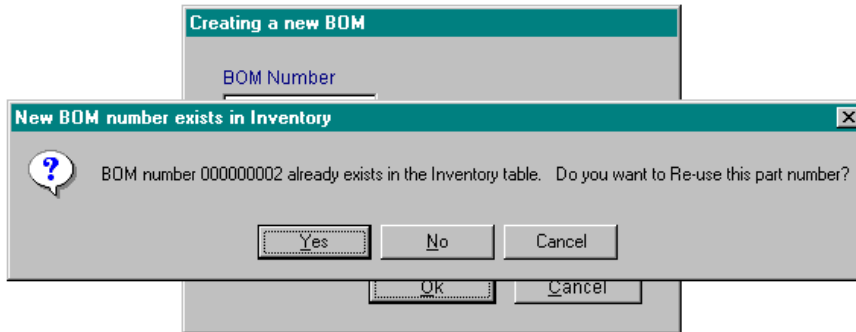 Creating a new BOM
BOM Number
New BOM number exists in Inventory
BOM number 000000002 already exists in the Inventory table. Do you want to Re-use this part number?
Yes No Cancel
Ok Cancel